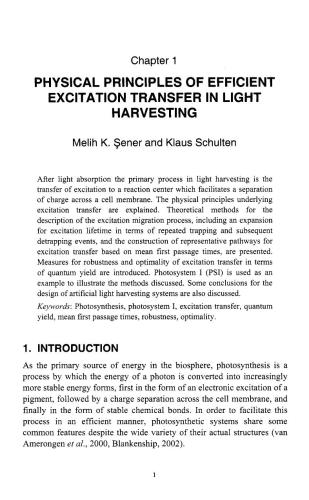 Chapter 1
PHYSICAL PRINCIPLES OF EFFICIENT
EXCITATION TRANSFER IN LIGHT
HARVESTING
Melih K. Şener and Klaus Schulten
After light absorption the primary process in light harvesting is the
transfer of excitation to a reaction center which facilitates a separation
of charge across a cell membrane. The physical principles underlying
excitation transfer are explained. Theoretical methods for the
description of the excitation migration process, including an expansion
for excitation lifetime in terms of repeated trapping and subsequent
detrapping events, and the construction of representative pathways for
excitation transfer based on mean first passage times, are presented.
Measures for robustness and optimality of excitation transfer in terms
of quantum yield are introduced. Photosystem I (PSI) is used as an
example to illustrate the methods discussed. Some conclusions for the
design of artificial light harvesting systems are also discussed.
Keywords: Photosynthesis, photosystem I, excitation transfer, quantum
yield, mean first passage times, robustness, optimality.
1. INTRODUCTION
As the primary source of energy in the biosphere, photosynthesis is a
process by which the energy of a photon is converted into increasingly
more stable energy forms, first in the form of an electronic excitation of a
pigment, followed by a charge separation across the cell membrane, and
finally in the form of stable chemical bonds. In order to facilitate this
process in an efficient manner, photosynthetic systems share some
common features despite the wide variety of their actual structures (van
Amerongen et al., 2000, Blankenship, 2002).
1